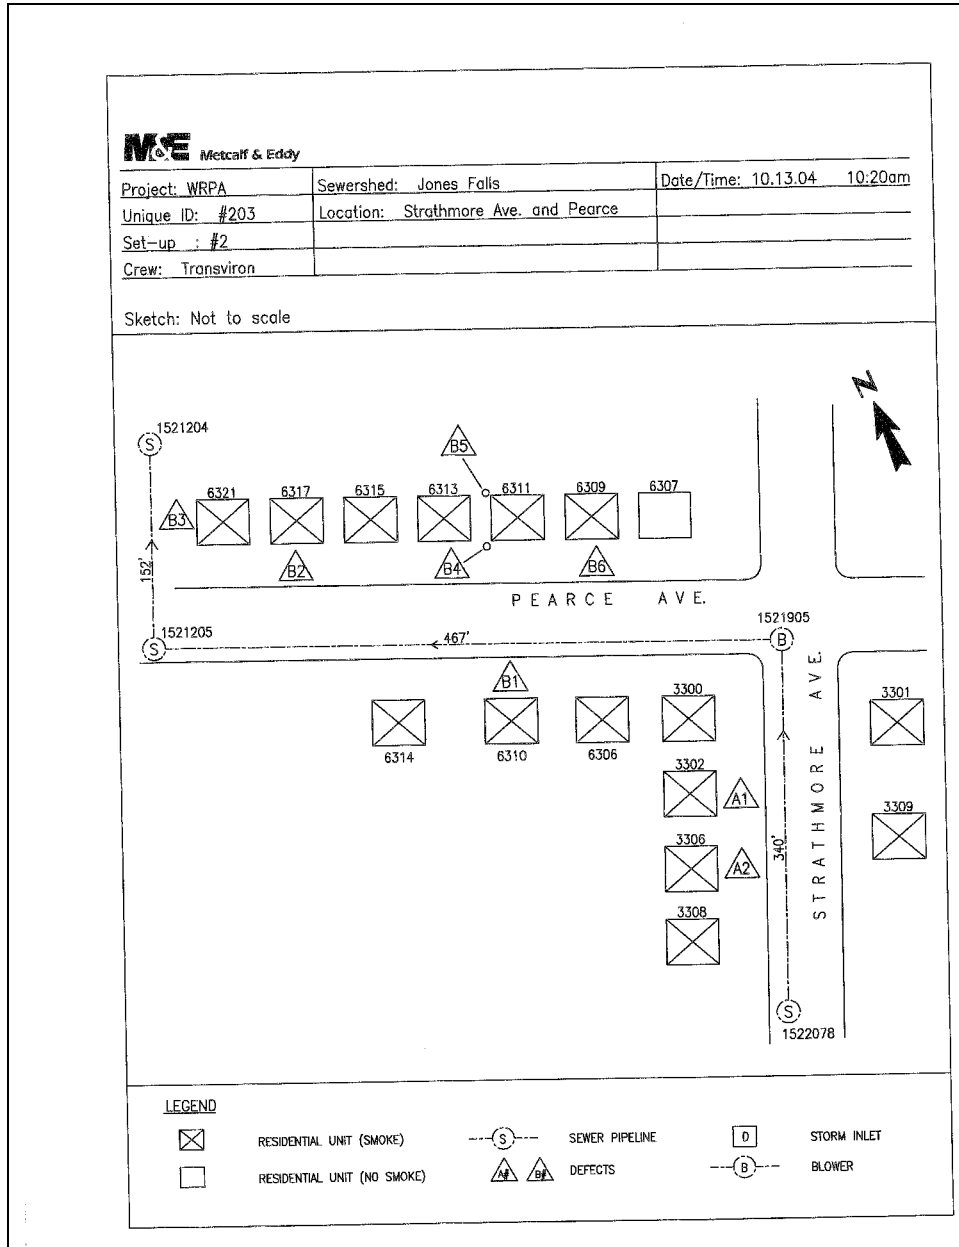 M&E Metcalf & Eddy
Project: WRPA Sewershed: Jones Falls Date/Time: 10.13.04 10:20am
Unique ID: #203 Location: Strathmore Ave. and Pearce
Set-up : #2
Crew: Transviron
Sketch: Not to scale
N
1521204
S
B5
6321 6317 6315 6313 6311 6309 6307
B3
152'
B2 B4 B6
PEARCE AVE.
1521205 1521905
S 467' B
B1
3300 3301
6314 6310 6306
3302
A1
STRATHMORE AVE.
3309
3306
340'
A2
3308
S
1522078
LEGEND
RESIDENTIAL UNIT (SMOKE) S SEWER PIPELINE D STORM INLET
RESIDENTIAL UNIT (NO SMOKE) A# B# DEFECTS B BLOWER